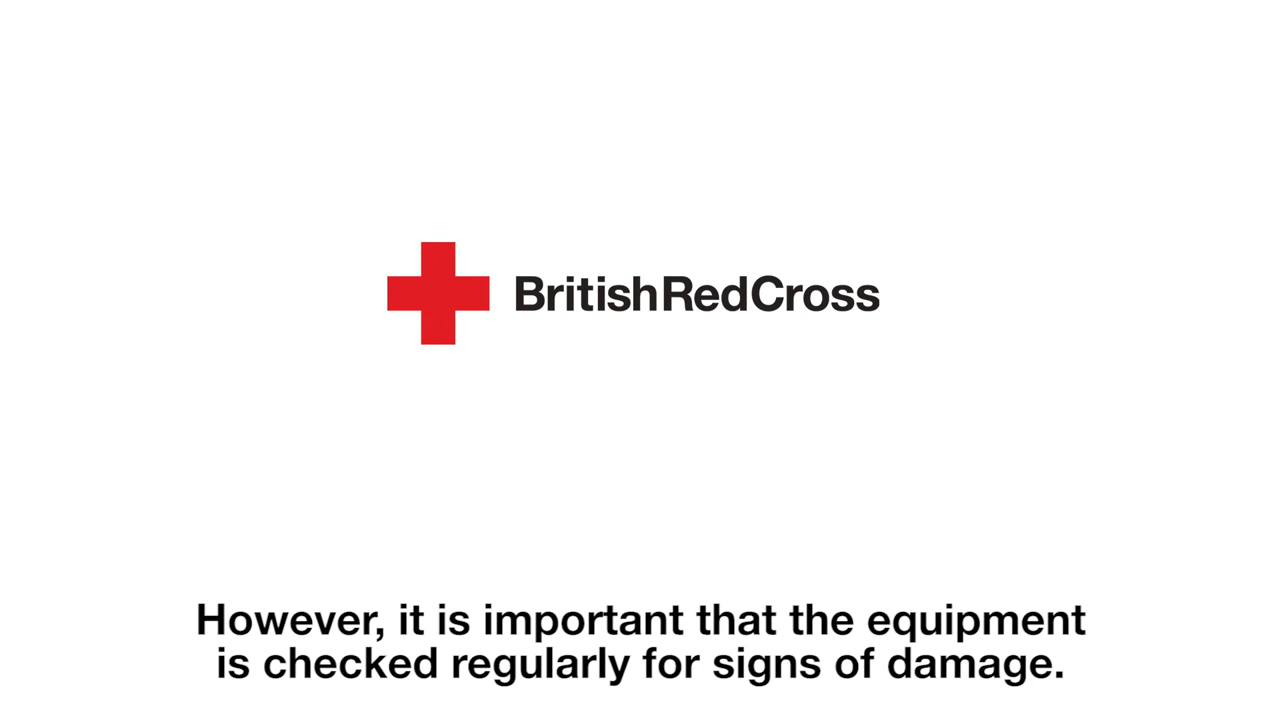 BritishRedCross
However, it is important that the equipment
is checked regularly for signs of damage.